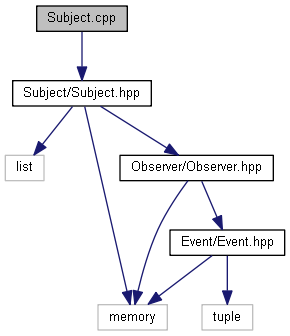 Subject.cpp
Subject/Subject.hpp
list
Observer/Observer.hpp
Event/Event.hpp
memory
tuple